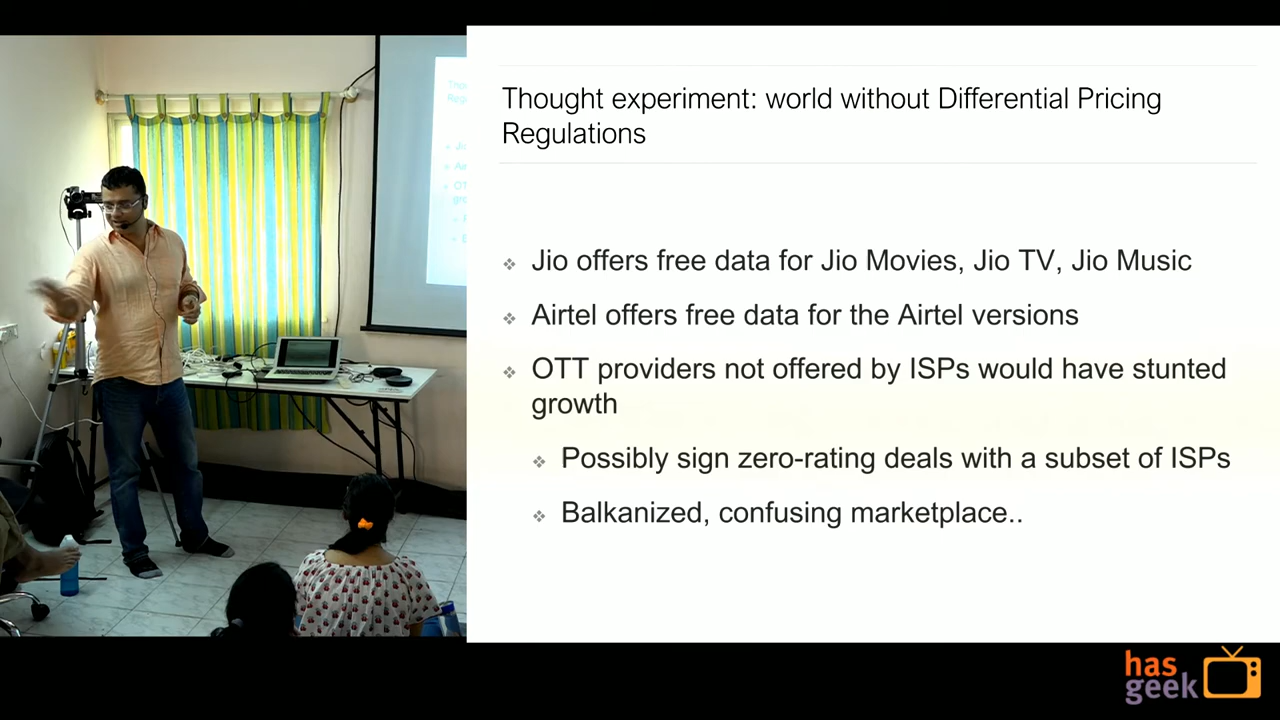 Thought experiment: world without Differential Pricing
Regulations
❖ Jio offers free data for Jio Movies, Jio TV, Jio Music
❖ Airtel offers free data for the Airtel versions
❖ OTT providers not offered by ISPs would have stunted
growth
❖ Possibly sign zero-rating deals with a subset of ISPs
❖ Balkanized, confusing marketplace..
has
geek